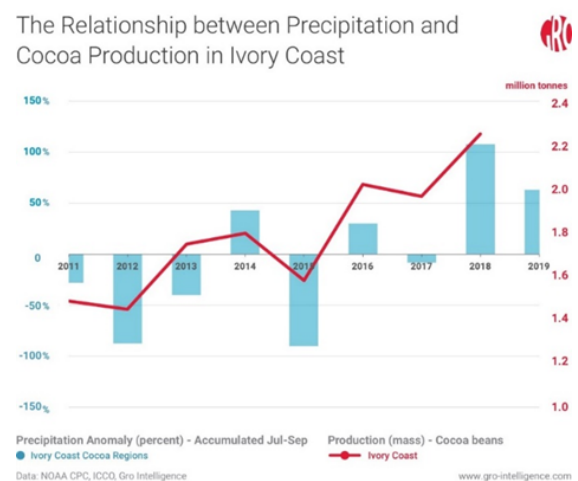 The Relationship between Precipitation and
Cocoa Production in Ivory Coast
GRO
million tonnes
150%
2.4
100%
2.2
50%
2.0
0
1.8
2011 2012 2013 2014 2015 2016 2017 2018 2019
1.6
-50%
1.4
-100%
1.2
-150%
1.0
Precipitation Anomaly (percent) - Accumulated Jul-Sep
Production (mass) - Cocoa beans
Ivory Coast Cocoa Regions
Ivory Coast
Data: NOAA CPC, ICCO, Gro Intelligence
www.gro-intelligence.com